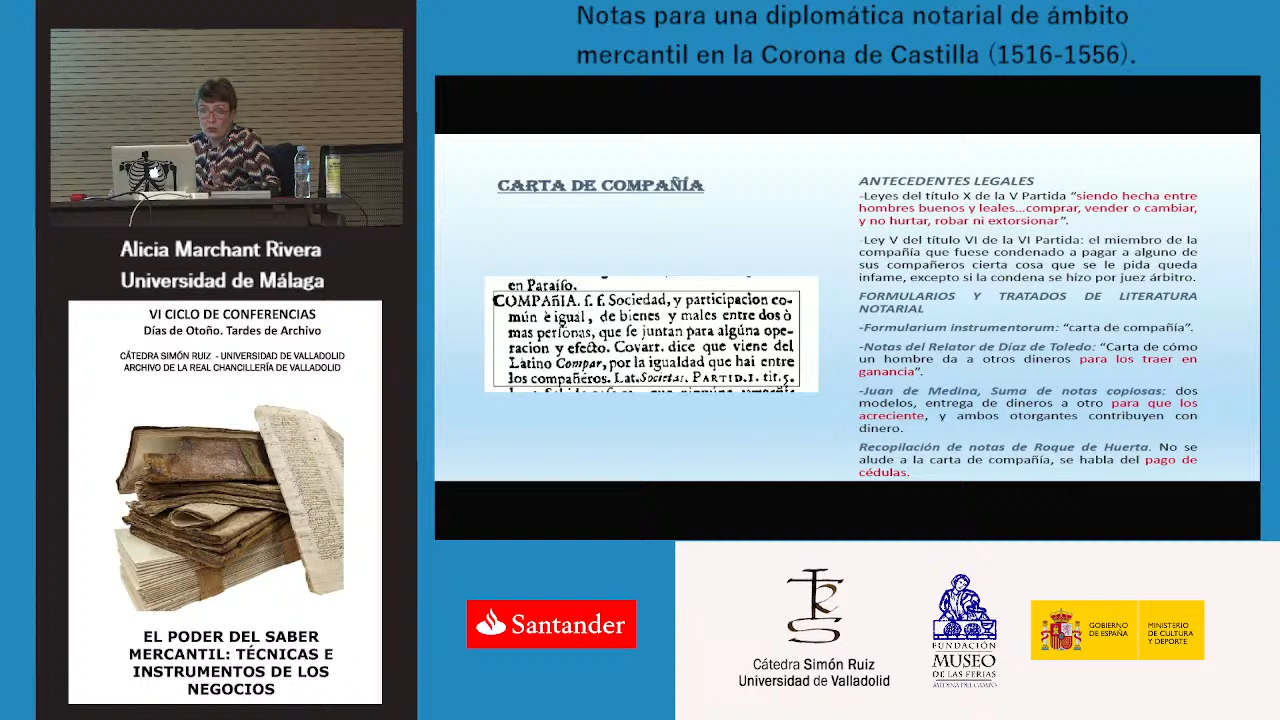 Notas para una diplomática notarial de ámbito
mercantil en la Corona de Castilla (1516-1556).
Alicia Marchant Rivera
Universidad de Málaga
VI CICLO DE CONFERENCIAS
Días de Otoño. Tardes de Archivo
CÁTEDRA SIMÓN RUIZ - UNIVERSIDAD DE VALLADOLID
ARCHIVO DE LA REAL CHANCILLERÍA DE VALLADOLID
EL PODER DEL SABER
MERCANTIL: TÉCNICAS E
INSTRUMENTOS DE LOS
NEGOCIOS
CARTA DE COMPAÑÍA
en Paraíso.
COMPAÑIA. s. f. Sociedad, y participacion co-
mún è igual, de bienes y males entre dos ò
mas personas, que se juntan para algúna ope-
racion y efecto. Covarr. dice que viene del
Latino Compar, por la igualdad que hai entre
los compañeros. Lat. Societas. PARTID. I. tit. 5.
ANTECEDENTES LEGALES
-Leyes del título X de la V Partida “siendo hecha entre
hombres buenos y leales...comprar, vender o cambiar,
y no hurtar, robar ni extorsionar”.
-Ley V del título VI de la VI Partida: el miembro de la
compañía que fuese condenado a pagar a alguno de
sus compañeros cierta cosa que se le pida queda
infame, excepto si la condena se hizo por juez árbitro.
FORMULARIOS Y TRATADOS DE LITERATURA
NOTARIAL
-Formularium instrumentorum: “carta de compañía”.
-Notas del Relator de Díaz de Toledo: “Carta de cómo
un hombre da a otros dineros para los traer en
ganancia”.
-Juan de Medina, Suma de notas copiosas: dos
modelos, entrega de dineros a otro para que los
acreciente, y ambos otorgantes contribuyen con
dinero.
Recopilación de notas de Roque de Huerta. No se
alude a la carta de compañía, se habla del pago de
cédulas.
Santander
Cátedra Simón Ruiz
Universidad de Valladolid
FUNDACIÓN
MUSEO
DE LAS FERIAS
MEDINA DEL CAMPO
GOBIERNO
DE ESPAÑA
MINISTERIO
DE CULTURA
Y DEPORTE